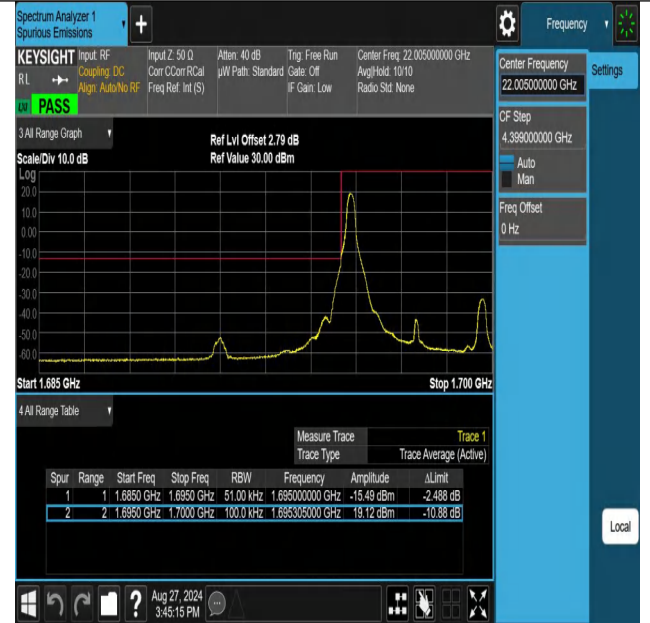 Spectrum Analyzer 1
Spurious Emissions
Frequency
KEYSIGHT
RL
Input: RF
Coupling: DC
Align: Auto/No RF
Input Z: 50 Ω
Corr CCorr RCal
Freq Ref: Int (S)
Atten: 40 dB
µW Path: Standard
Trig: Free Run
Gate: Off
IF Gain: Low
Center Freq: 22.005000000 GHz
Avg|Hold: 10/10
Radio Std: None
LXI PASS
3 All Range Graph
Ref Lvl Offset 2.79 dB
Scale/Div 10.0 dB
Ref Value 30.00 dBm
Log
20.0
10.0
0.00
-10.0
-20.0
-30.0
-40.0
-50.0
-60.0
Start 1.685 GHz
Stop 1.700 GHz
4 All Range Table
Measure Trace Trace 1
Trace Type Trace Average (Active)
Spur Range Start Freq Stop Freq RBW Frequency Amplitude ΔLimit
1 1 1.6850 GHz 1.6950 GHz 51.00 kHz 1.695000000 GHz -15.49 dBm -2.488 dB
2 2 1.6950 GHz 1.7000 GHz 100.0 kHz 1.695305000 GHz 19.12 dBm -10.88 dB
Center Frequency
22.005000000 GHz
Settings
CF Step
4.399000000 GHz
Auto
Man
Freq Offset
0 Hz
Local
?
Aug 27, 2024
3:45:15 PM